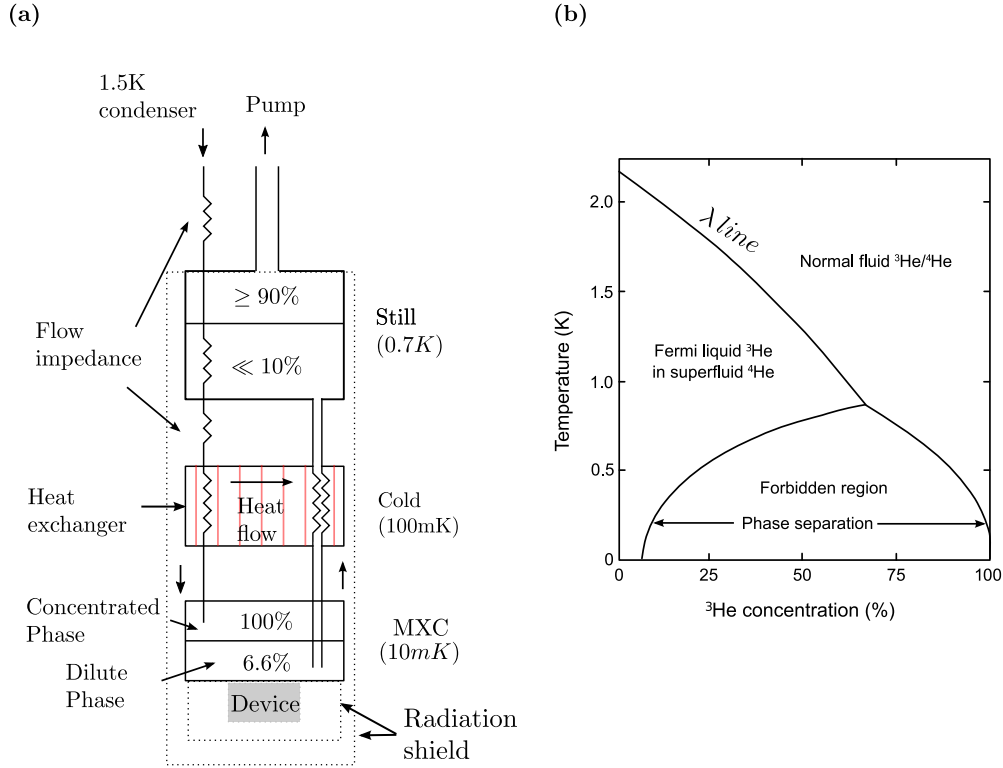 (a)
1.5K
condenser
Pump
≥ 90%
Still
(0.7K)
Flow
impedance
≪ 10%
Heat
exchanger
Heat
flow
Cold
(100mK)
Concentrated
Phase
100%
MXC
(10mK)
6.6%
Dilute
Phase
Device
Radiation
shield
(b)
2.0
1.5
1.0
0.5
0
Temperature (K)
λ line
Normal fluid ³He/⁴He
Fermi liquid ³He
in superfluid ⁴He
Forbidden region
Phase separation
0
25
50
75
100
³He concentration (%)